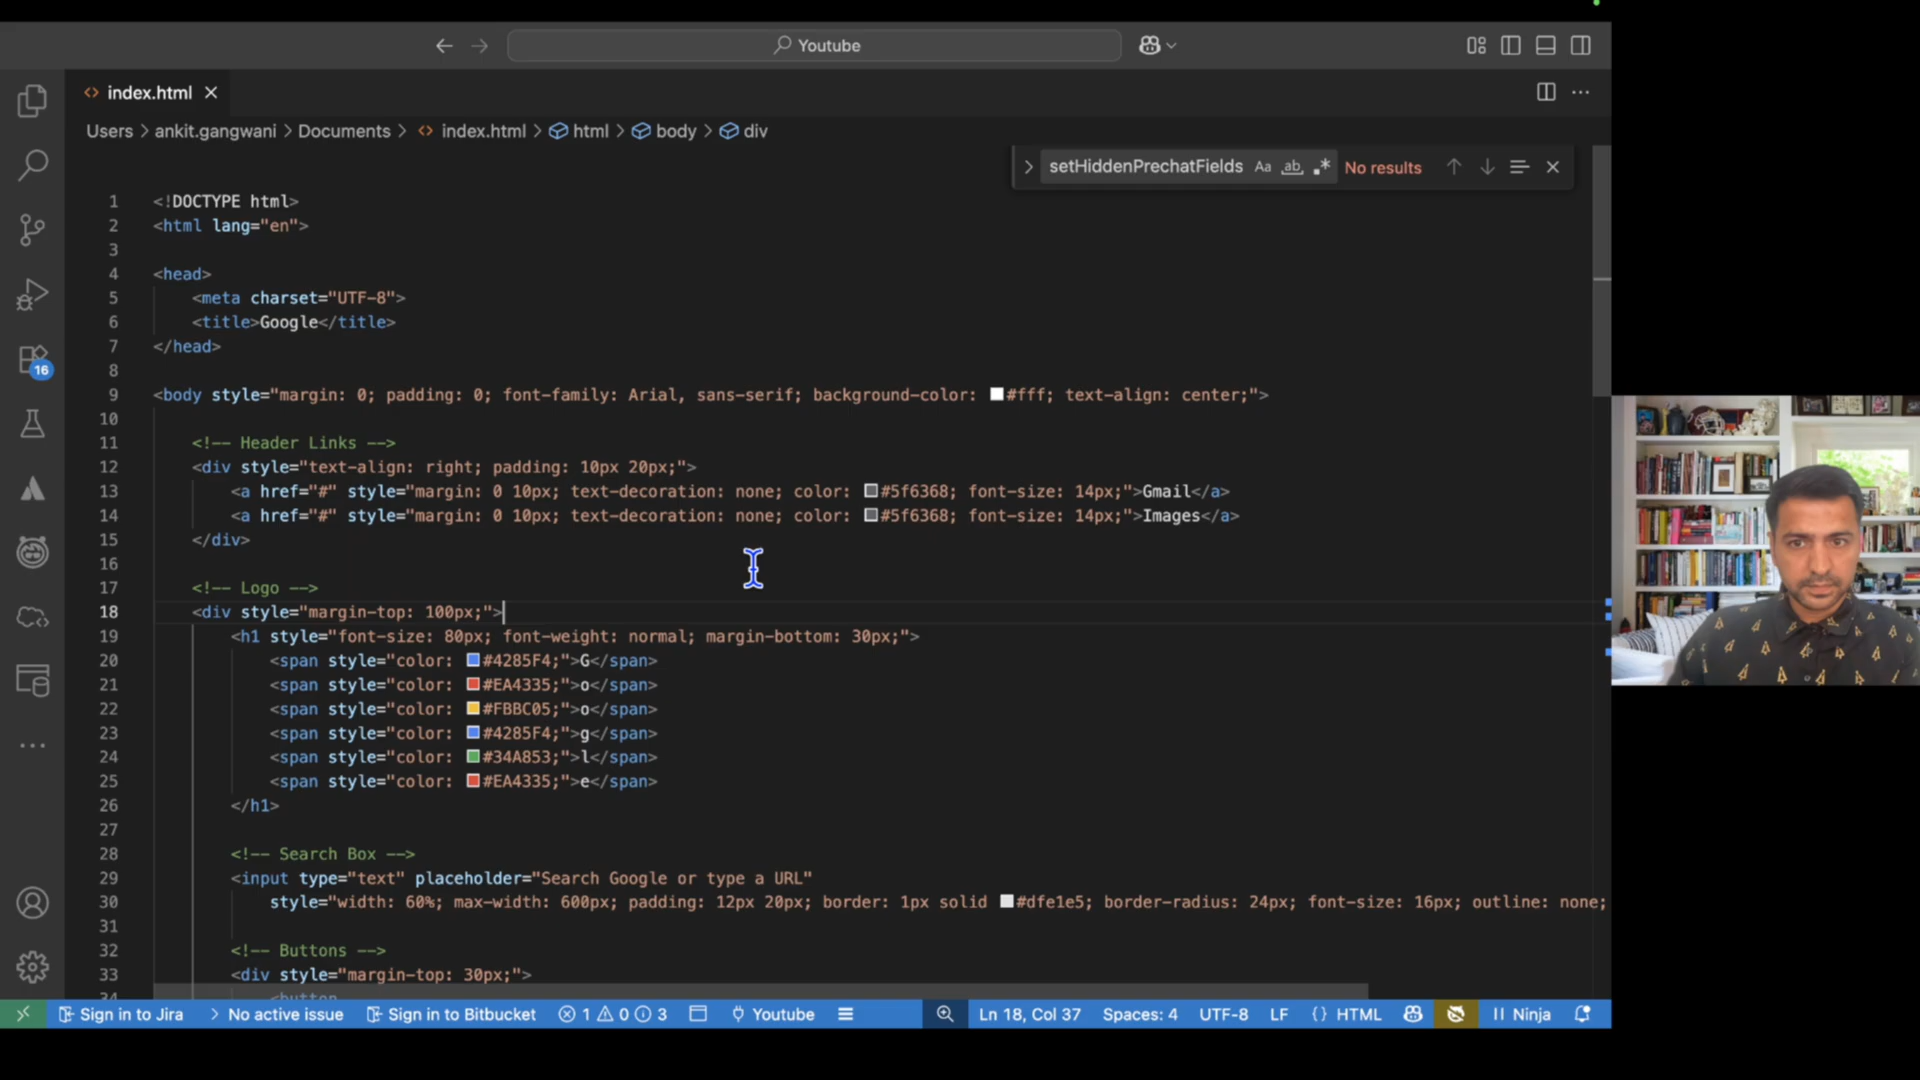 Youtube
index.html
Users > ankit.gangwani > Documents > index.html > html > body > div
setHiddenPrechatFields Aa ab .* No results
1 <!DOCTYPE html>
2 <html lang="en">
3
4 <head>
5 <meta charset="UTF-8">
6 <title>Google</title>
7 </head>
8
9 <body style="margin: 0; padding: 0; font-family: Arial, sans-serif; background-color: #fff; text-align: center;">
10
11 <!-- Header Links -->
12 <div style="text-align: right; padding: 10px 20px;">
13 <a href="#" style="margin: 0 10px; text-decoration: none; color: #5f6368; font-size: 14px;">Gmail</a>
14 <a href="#" style="margin: 0 10px; text-decoration: none; color: #5f6368; font-size: 14px;">Images</a>
15 </div>
16
17 <!-- Logo -->
18 <div style="margin-top: 100px;">
19 <h1 style="font-size: 80px; font-weight: normal; margin-bottom: 30px;">
20 <span style="color: #4285F4;">G</span>
21 <span style="color: #EA4335;">o</span>
22 <span style="color: #FBBC05;">o</span>
23 <span style="color: #4285F4;">g</span>
24 <span style="color: #34A853;">l</span>
25 <span style="color: #EA4335;">e</span>
26 </h1>
27
28 <!-- Search Box -->
29 <input type="text" placeholder="Search Google or type a URL"
30 style="width: 60%; max-width: 600px; padding: 12px 20px; border: 1px solid #dfe1e5; border-radius: 24px; font-size: 16px; outline: none;
31
32 <!-- Buttons -->
33 <div style="margin-top: 30px;">
34 <button
16
Sign in to Jira > No active issue Sign in to Bitbucket 1 0 3 Youtube Ln 18, Col 37 Spaces: 4 UTF-8 LF {} HTML Ninja